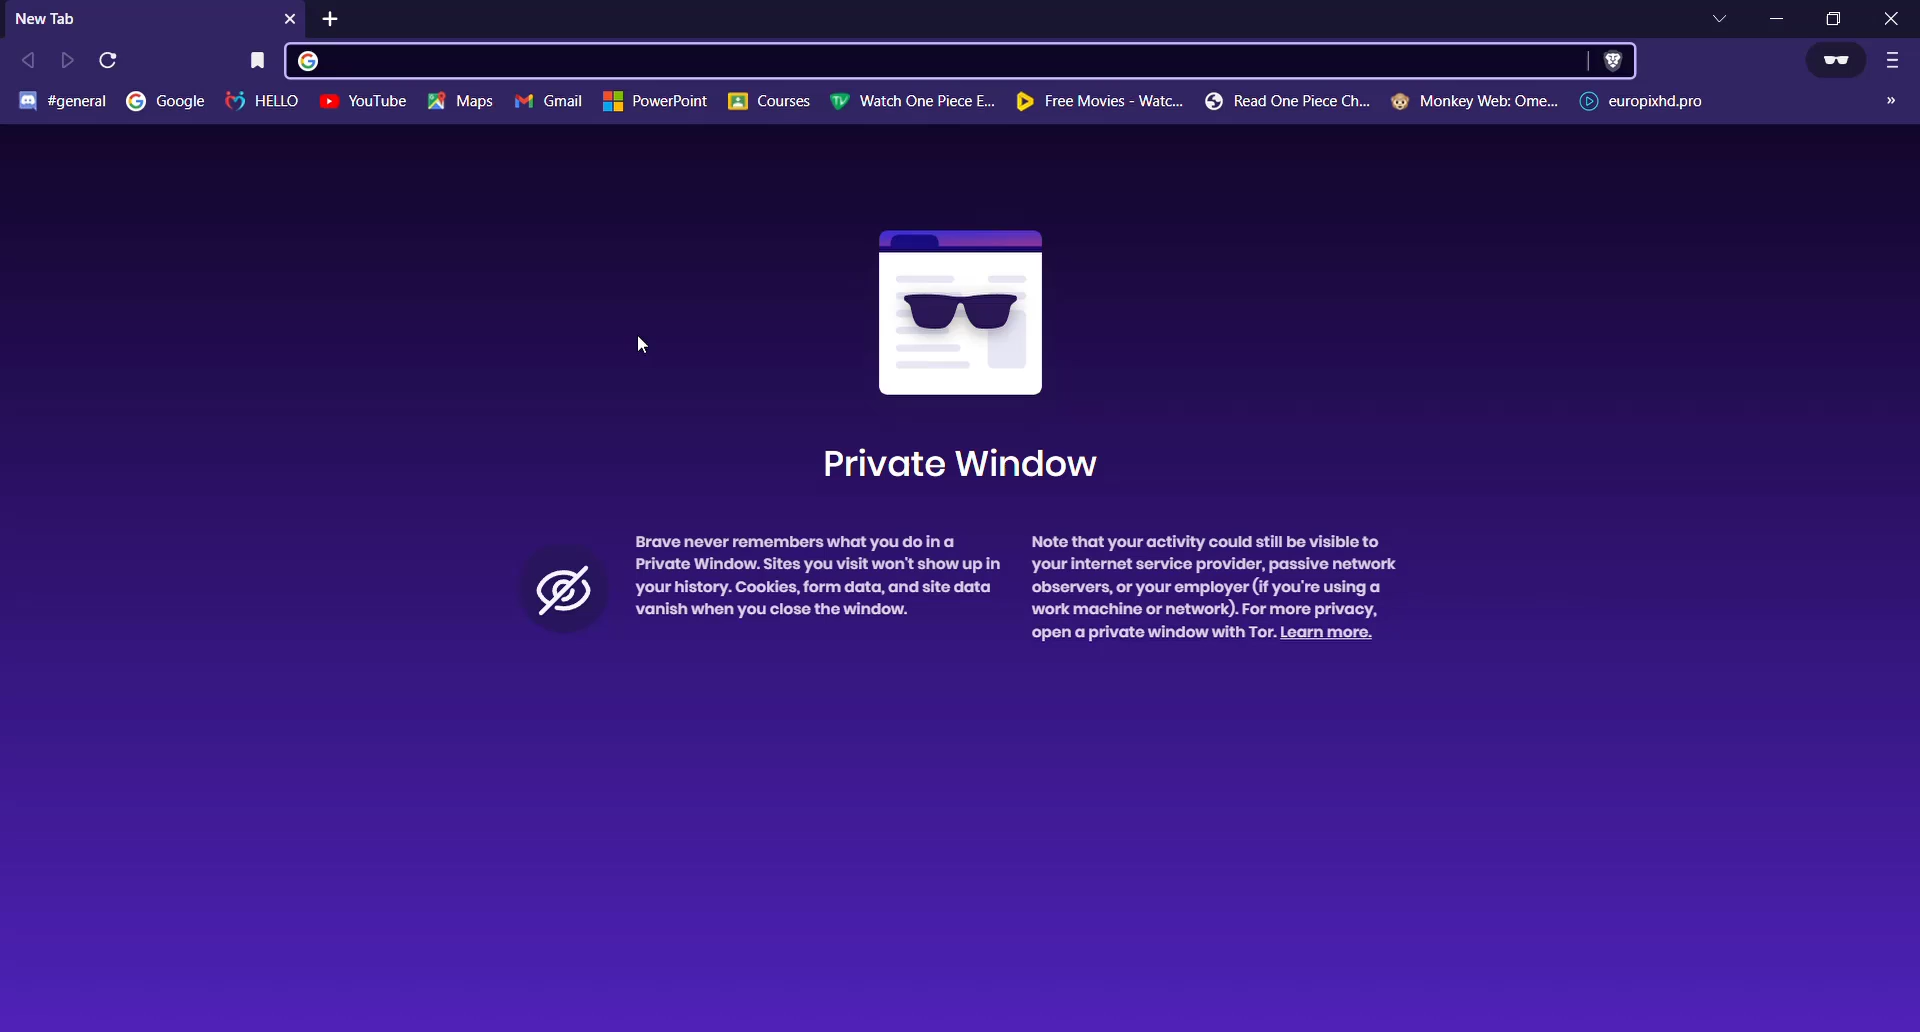 New Tab
#general Google HELLO YouTube Maps Gmail PowerPoint Courses Watch One Piece E... Free Movies - Watc... Read One Piece Ch... Monkey Web: Ome... europixhd.pro »
Private Window
Brave never remembers what you do in a
Private Window. Sites you visit won't show up in
your history. Cookies, form data, and site data
vanish when you close the window.
Note that your activity could still be visible to
your internet service provider, passive network
observers, or your employer (if you're using a
work machine or network). For more privacy,
open a private window with Tor. Learn more.